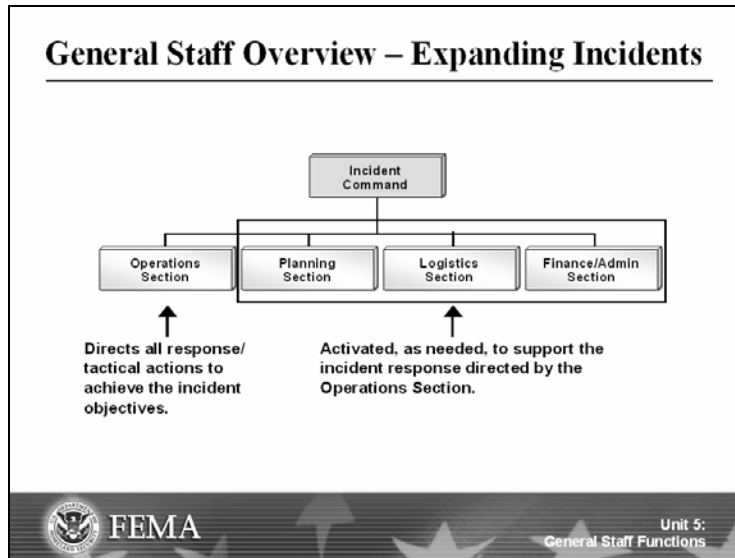 General Staff Overview – Expanding Incidents
Incident
Command
Operations
Section
Planning
Section
Logistics
Section
Finance/Admin
Section
Directs all response/
tactical actions to
achieve the incident
objectives.
Activated, as needed, to support the
incident response directed by the
Operations Section.
FEMA
Unit 5:
General Staff Functions